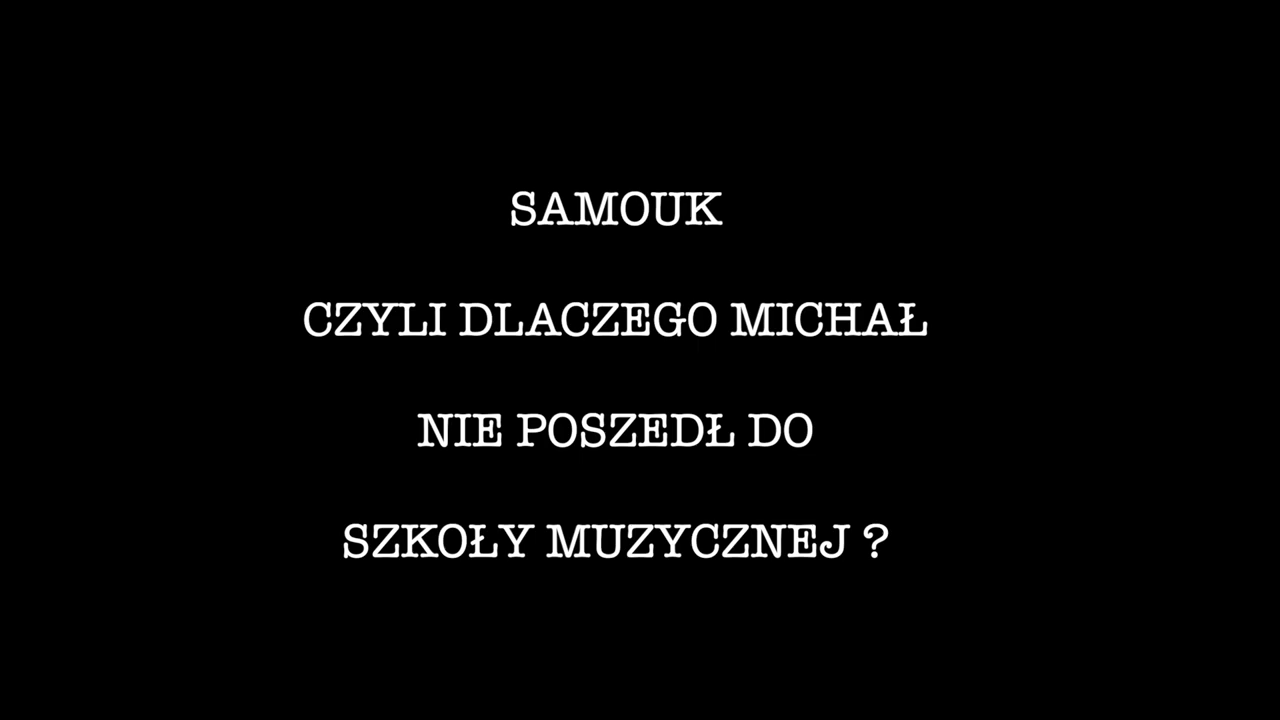 SAMOUK
CZYLI DLACZEGO MICHAŁ
NIE POSZEDŁ DO
SZKOŁY MUZYCZNEJ ?